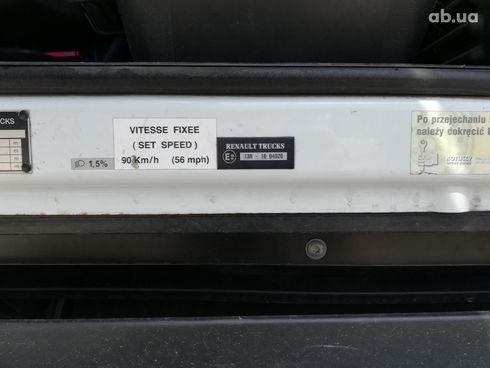 ab.ua
CKS
VITESSE FIXEE
( SET SPEED )
90 Km/h (56 mph)
1,5%
RENAULT TRUCKS
E2
13R - 10 04926
Po przejechaniu
należy dokręcić